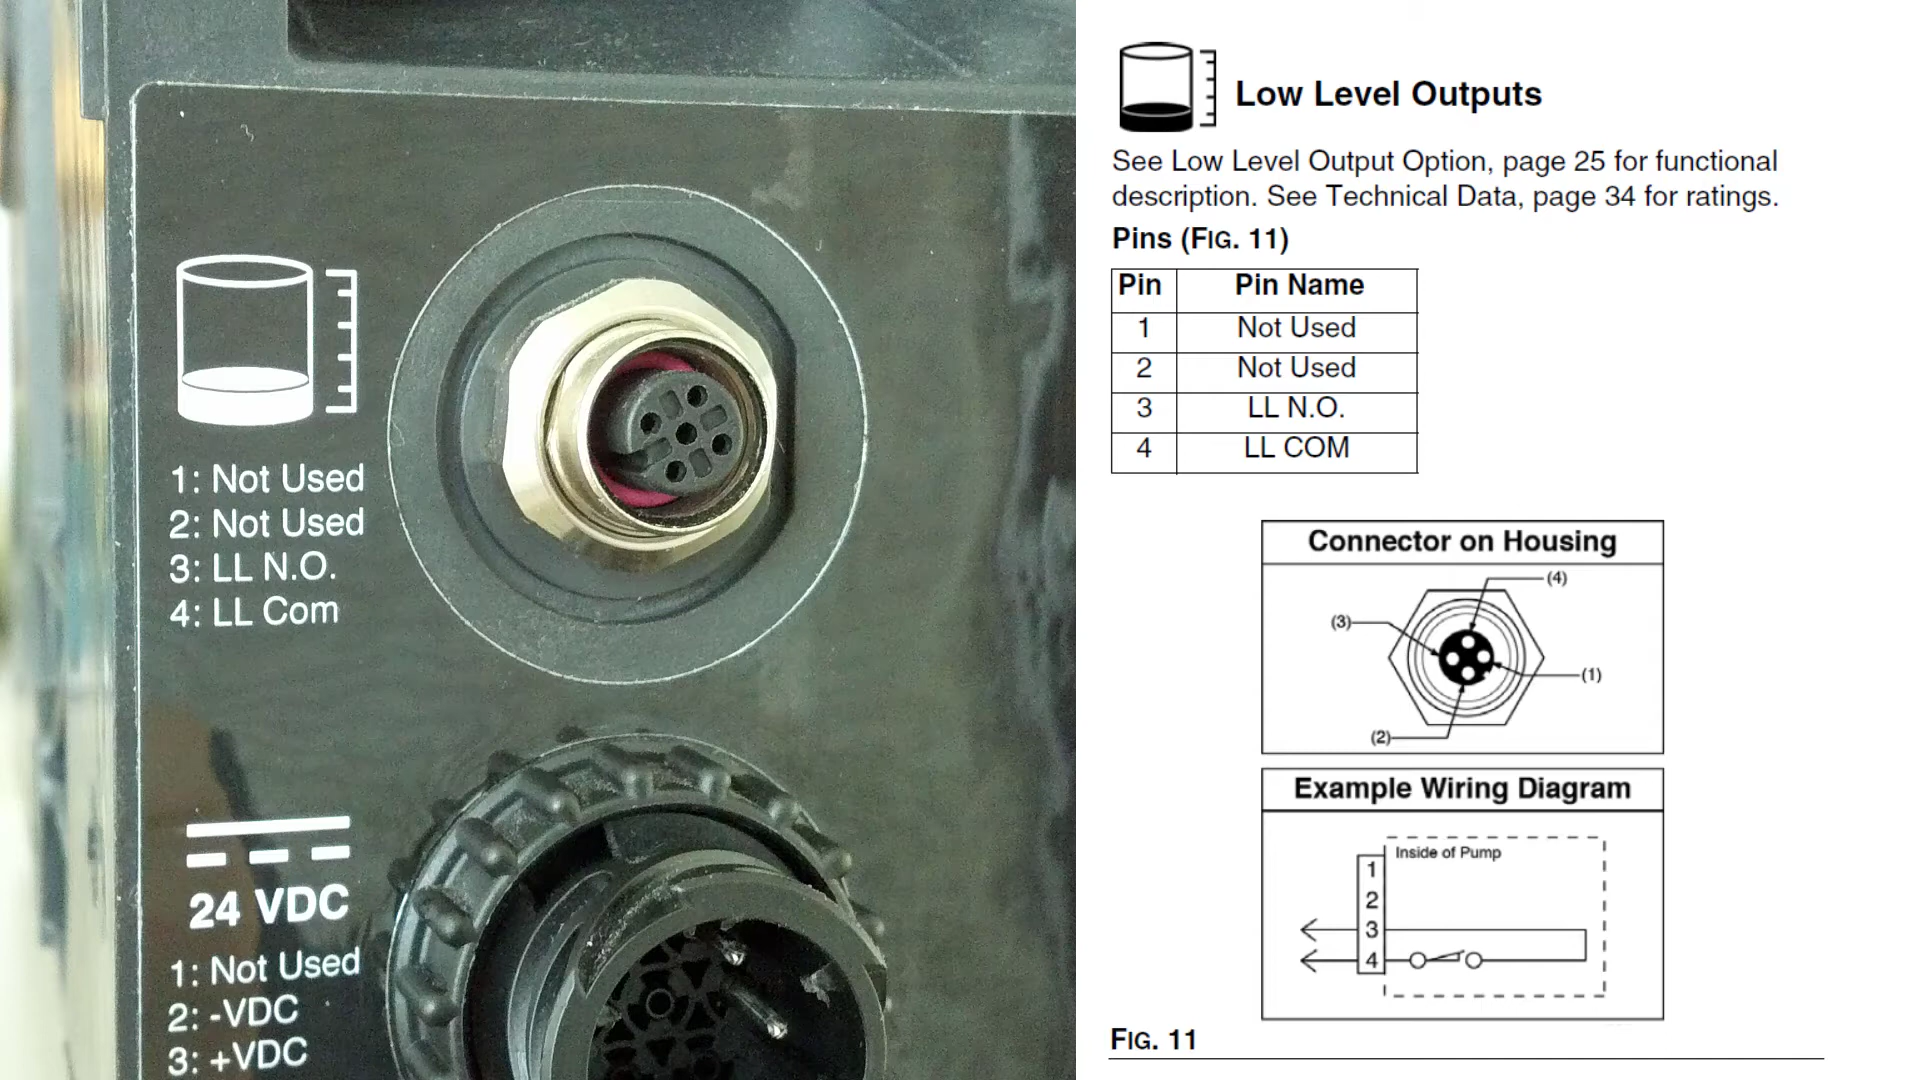 1: Not Used
2: Not Used
3: LL N.O.
4: LL Com
24 VDC
1: Not Used
2: -VDC
3: +VDC
Low Level Outputs
See Low Level Output Option, page 25 for functional
description. See Technical Data, page 34 for ratings.
Pins (FIG. 11)
Pin Pin Name
1 Not Used
2 Not Used
3 LL N.O.
4 LL COM
Connector on Housing
(4)
(3)
(1)
(2)
Example Wiring Diagram
Inside of Pump
1
2
3
4
FIG. 11